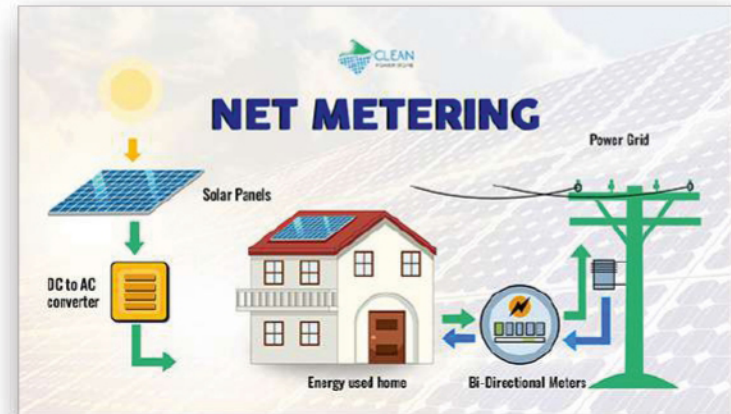 CLEAN
NET METERING
Power Grid
Solar Panels
DC to AC
converter
Energy used home
Bi-Directional Meters